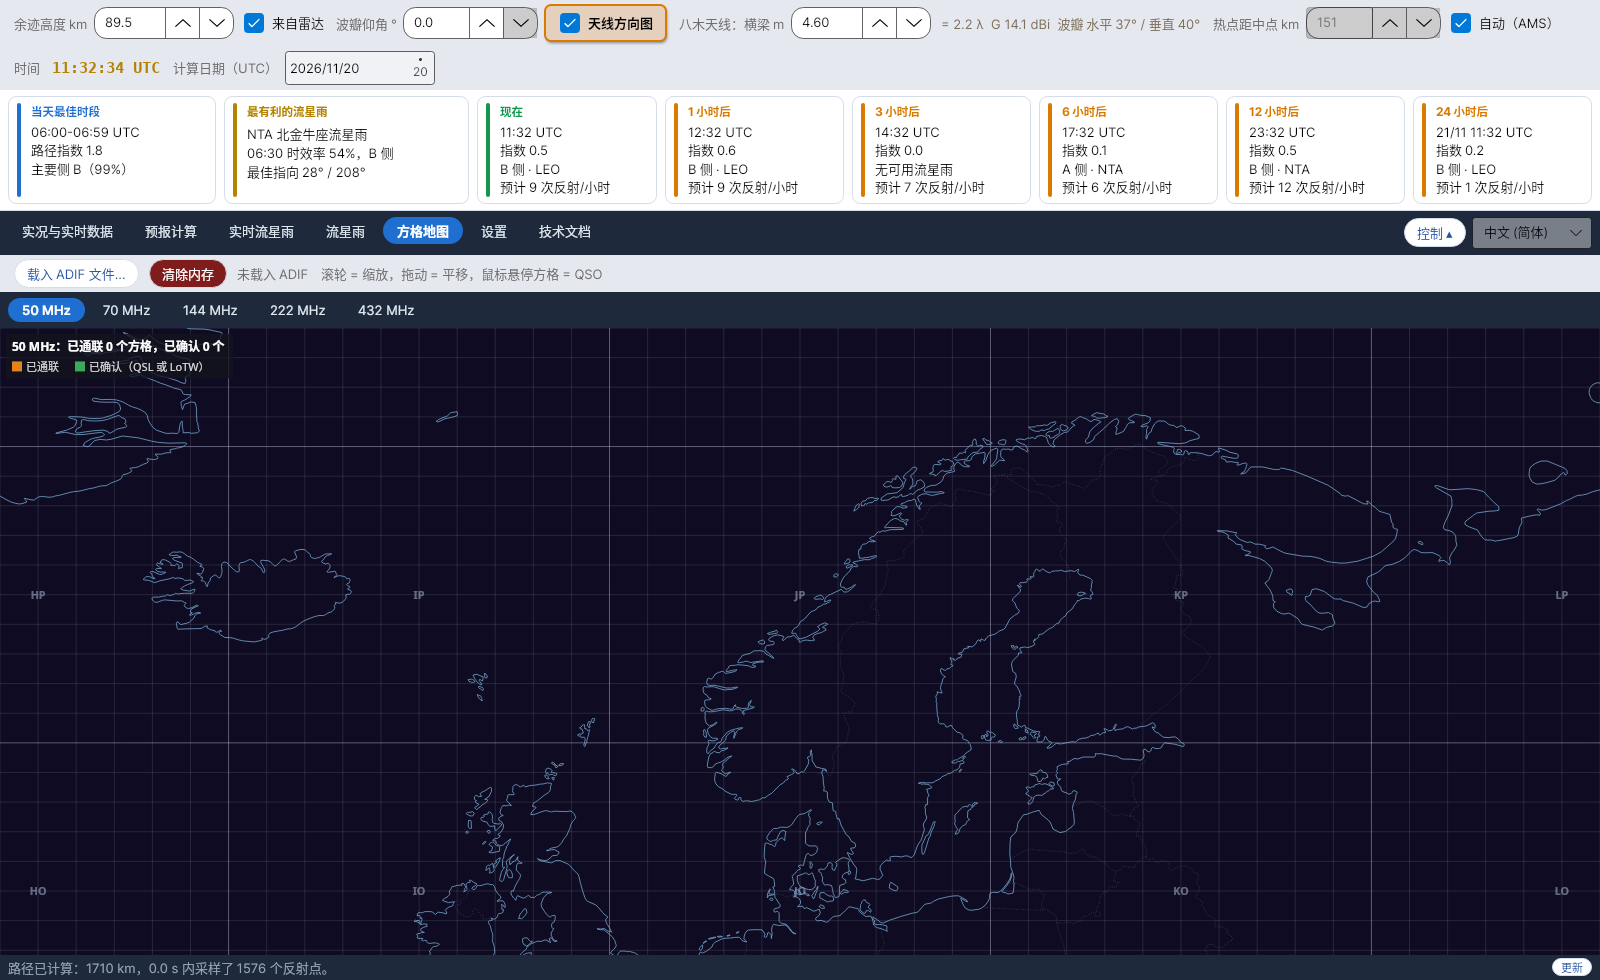 余迹高度 km 89.5 来自雷达 波瓣仰角 ° 0.0 天线方向图 八木天线：横梁 m 4.60 = 2.2 λ G 14.1 dBi 波瓣 水平 37° / 垂直 40° 热点距中点 km 151 自动（AMS）
时间 11:32:34 UTC 计算日期（UTC） 2026/11/20 20
当天最佳时段
06:00-06:59 UTC
路径指数 1.8
主要侧 B（99%）
最有利的流星雨
NTA 北金牛座流星雨
06:30 时效率 54%，B 侧
最佳指向 28° / 208°
现在
11:32 UTC
指数 0.5
B 侧 · LEO
预计 9 次反射/小时
1 小时后
12:32 UTC
指数 0.6
B 侧 · LEO
预计 9 次反射/小时
3 小时后
14:32 UTC
指数 0.0
无可用流星雨
预计 7 次反射/小时
6 小时后
17:32 UTC
指数 0.1
A 侧 · NTA
预计 6 次反射/小时
12 小时后
23:32 UTC
指数 0.5
B 侧 · NTA
预计 12 次反射/小时
24 小时后
21/11 11:32 UTC
指数 0.2
B 侧 · LEO
预计 1 次反射/小时
实况与实时数据 预报计算 实时流星雨 流星雨 方格地图 设置 技术文档 控制 ▴ 中文 (简体)
载入 ADIF 文件... 清除内存 未载入 ADIF 滚轮 = 缩放，拖动 = 平移，鼠标悬停方格 = QSO
50 MHz 70 MHz 144 MHz 222 MHz 432 MHz
50 MHz：已通联 0 个方格，已确认 0 个
已通联 已确认（QSL 或 LoTW）
HP IP JP KP LP
HO IO JO KO LO
路径已计算：1710 km，0.0 s 内采样了 1576 个反射点。 更新